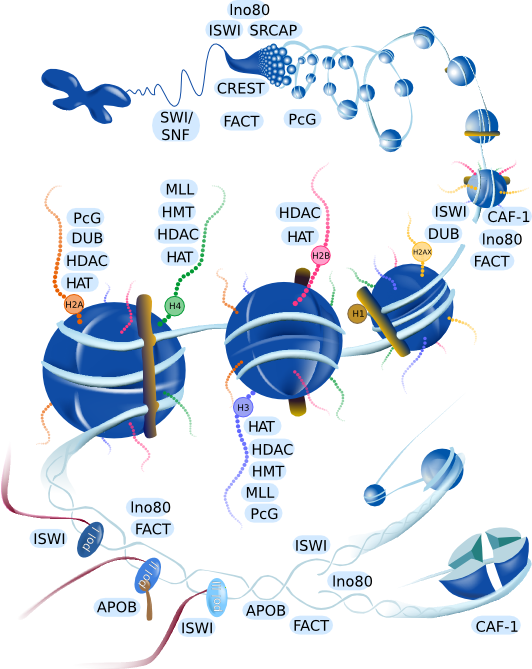 Ino80
ISWI SRCAP
CREST
SWI/
SNF
FACT
PcG
ISWI
CAF-1
DUB
Ino80
FACT
MLL
HMT
HDAC
HAT
PcG
DUB
HDAC
HAT
HDAC
HAT
H2A
H4
H2B
H2AX
H1
H3
HAT
HDAC
HMT
MLL
PcG
Ino80
FACT
ISWI
pol I
pol II
pol III
APOB
ISWI
ISWI
Ino80
APOB
FACT
CAF-1